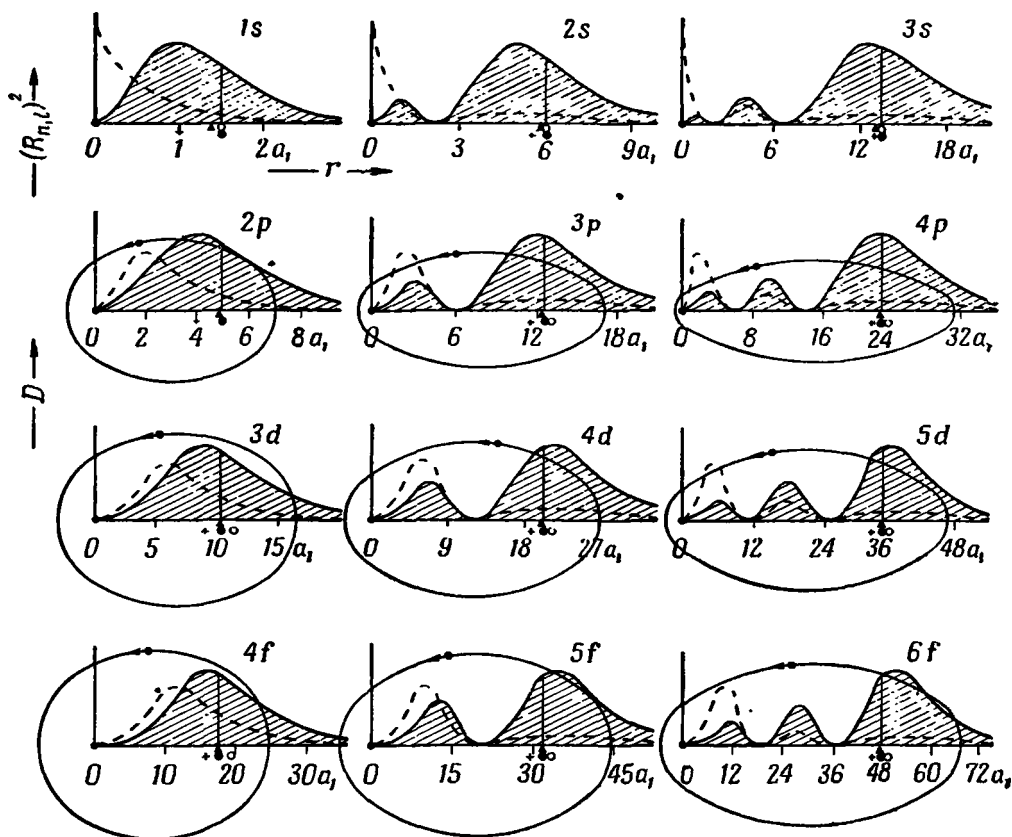 1s 2s 3s
(Rn,l)²
0 1 2a₁ 0 3 6 9a₁ 0 6 12 18a₁
r
2p 3p 4p
0 2 4 6 8a₁ 0 6 12 18a₁ 0 8 16 24 32a₁
D
3d 4d 5d
0 5 10 15 a₁ 0 9 18 27a₁ 0 12 24 36 48a₁
4f 5f 6f
0 10 20 30a₁ 0 15 30 45a₁ 0 12 24 36 48 60 72a₁